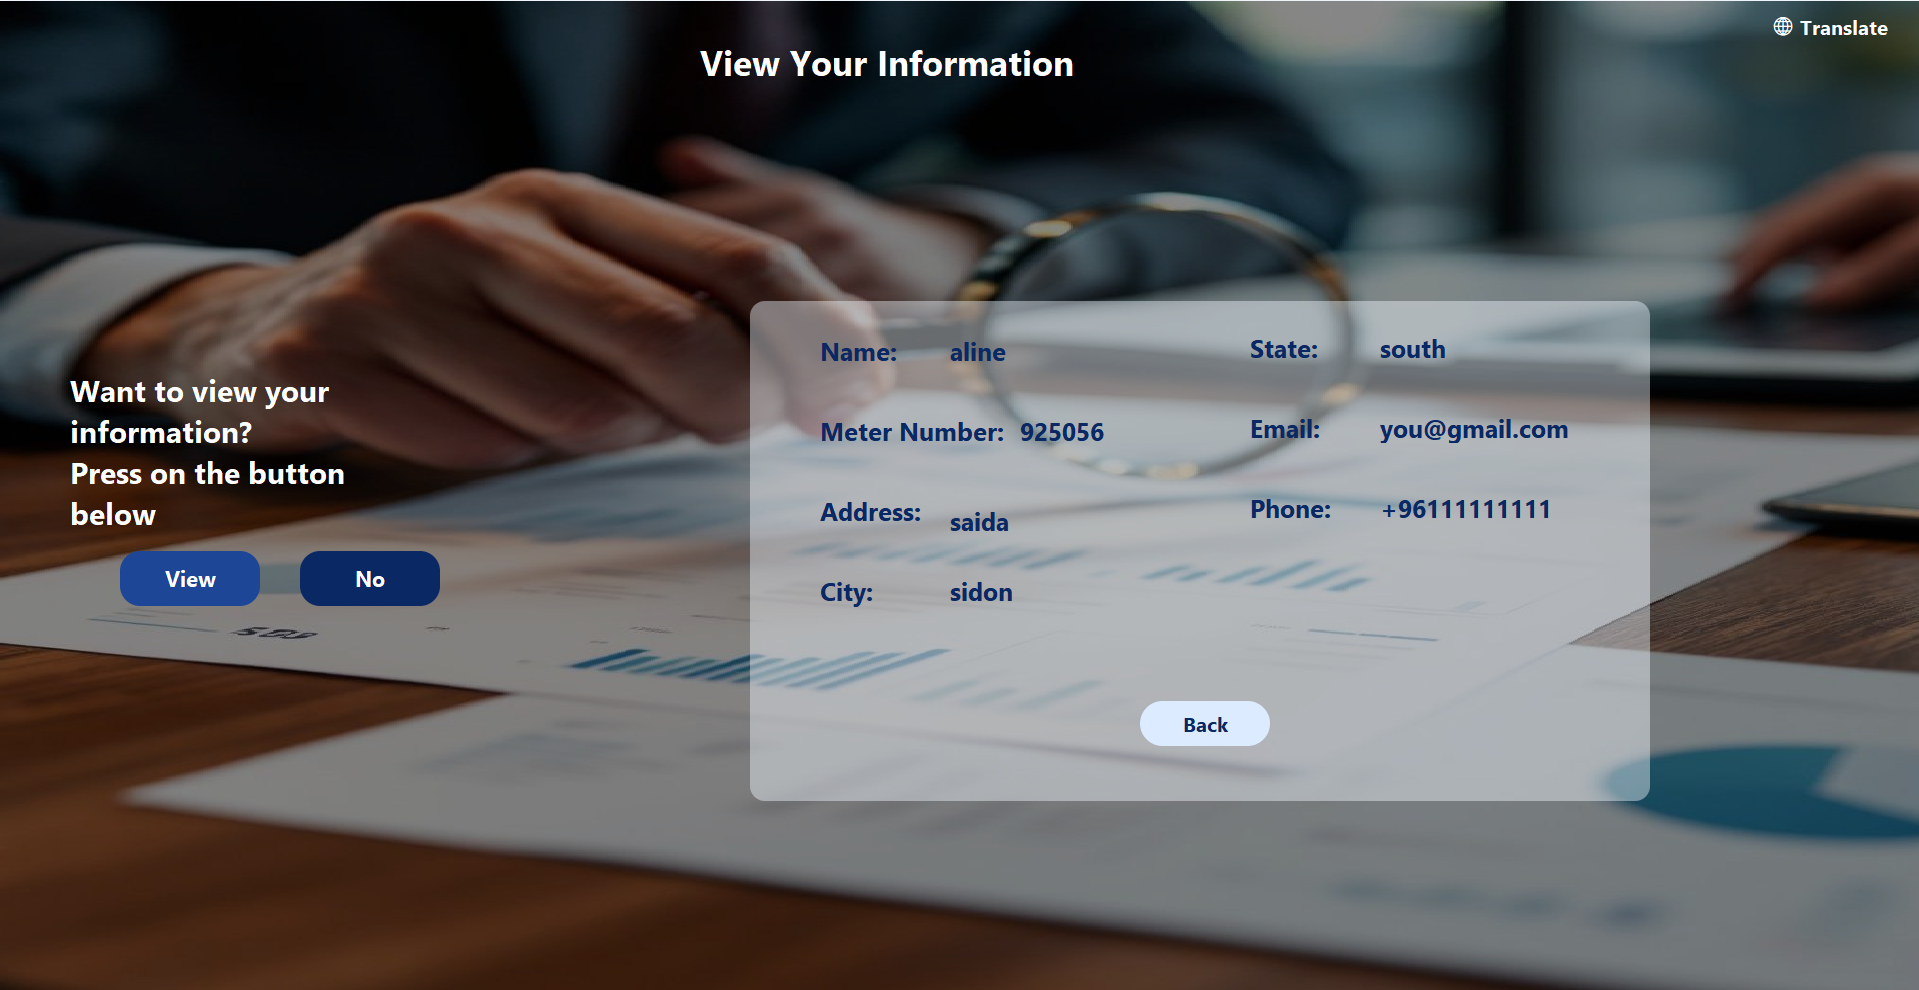 Translate
View Your Information
Want to view your
information?
Press on the button
below
View No
Name: aline
Meter Number: 925056
Address: saida
City: sidon
State: south
Email: you@gmail.com
Phone: +96111111111
Back